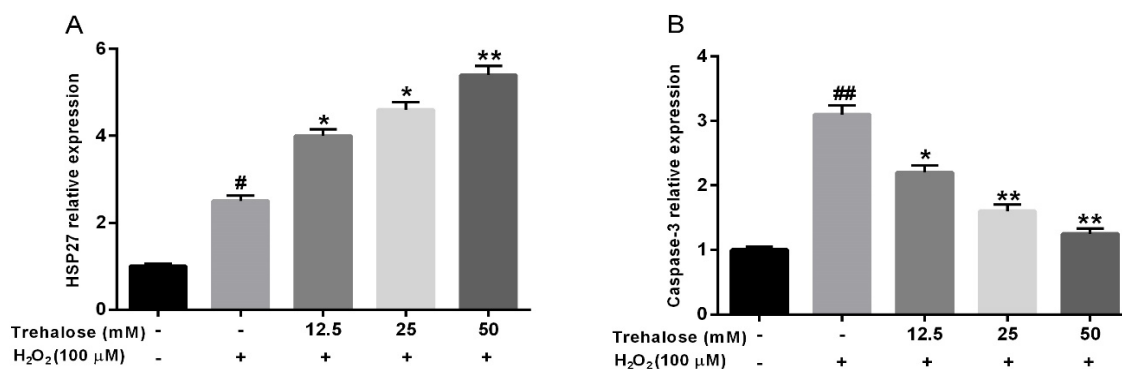 A
HSP27 relative expression
6
4
2
0
#
*
*
**
Trehalose (mM) - - 12.5 25 50
H₂O₂(100 μM) - + + + +
B
Caspase-3 relative expression
4
3
2
1
0
##
*
**
**
Trehalose (mM) - - 12.5 25 50
H₂O₂(100 μM) - + + + +